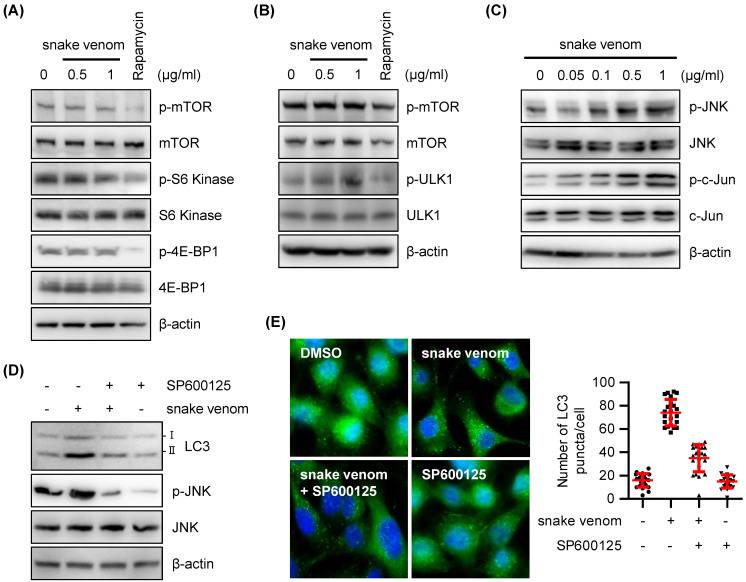 (A)
snake venom
Rapamycin
0 0.5 1 (µg/ml)
p-mTOR
mTOR
p-S6 Kinase
S6 Kinase
p-4E-BP1
4E-BP1
β-actin
(B)
snake venom
Rapamycin
0 0.5 1 (µg/ml)
p-mTOR
mTOR
p-ULK1
ULK1
β-actin
(C)
snake venom
0 0.05 0.1 0.5 1 (µg/ml)
p-JNK
JNK
p-c-Jun
c-Jun
β-actin
(D)
- - + + SP600125
- + + - snake venom
I
II
LC3
p-JNK
JNK
β-actin
(E)
DMSO
snake venom
snake venom
+ SP600125
SP600125
Number of LC3
puncta/cell
100
80
60
40
20
0
snake venom - + + -
SP600125 - - + +